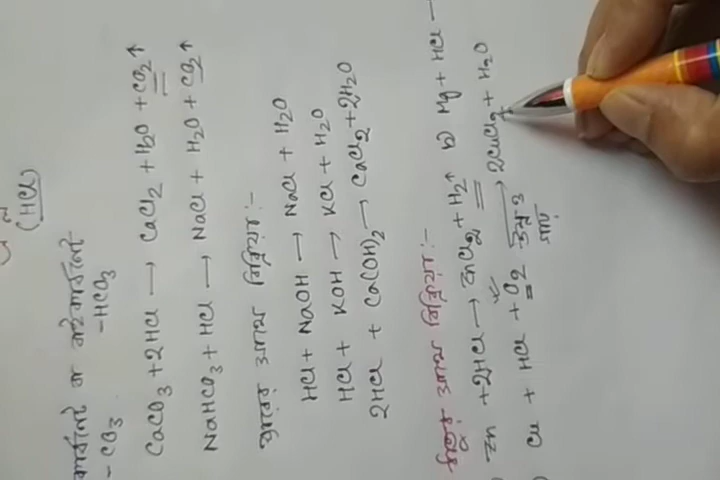 (HCl)
কার্বনেট বা বাইকার্বনেট
-CO3 -HCO3
CaCO3 + 2HCl → CaCl2 + H2O + CO2↑
NaHCO3 + HCl → NaCl + H2O + CO2↑
ক্ষারের সাথে বিক্রিয়া:-
HCl + NaOH → NaCl + H2O
HCl + KOH → KCl + H2O
2HCl + Ca(OH)2 → CaCl2 + 2H2O
ধাতুর সাথে বিক্রিয়া:-
Zn + 2HCl → ZnCl2 + H2↑ b) Mg + HCl —
Cu + HCl + O2 → 2CuCl2 + H2O